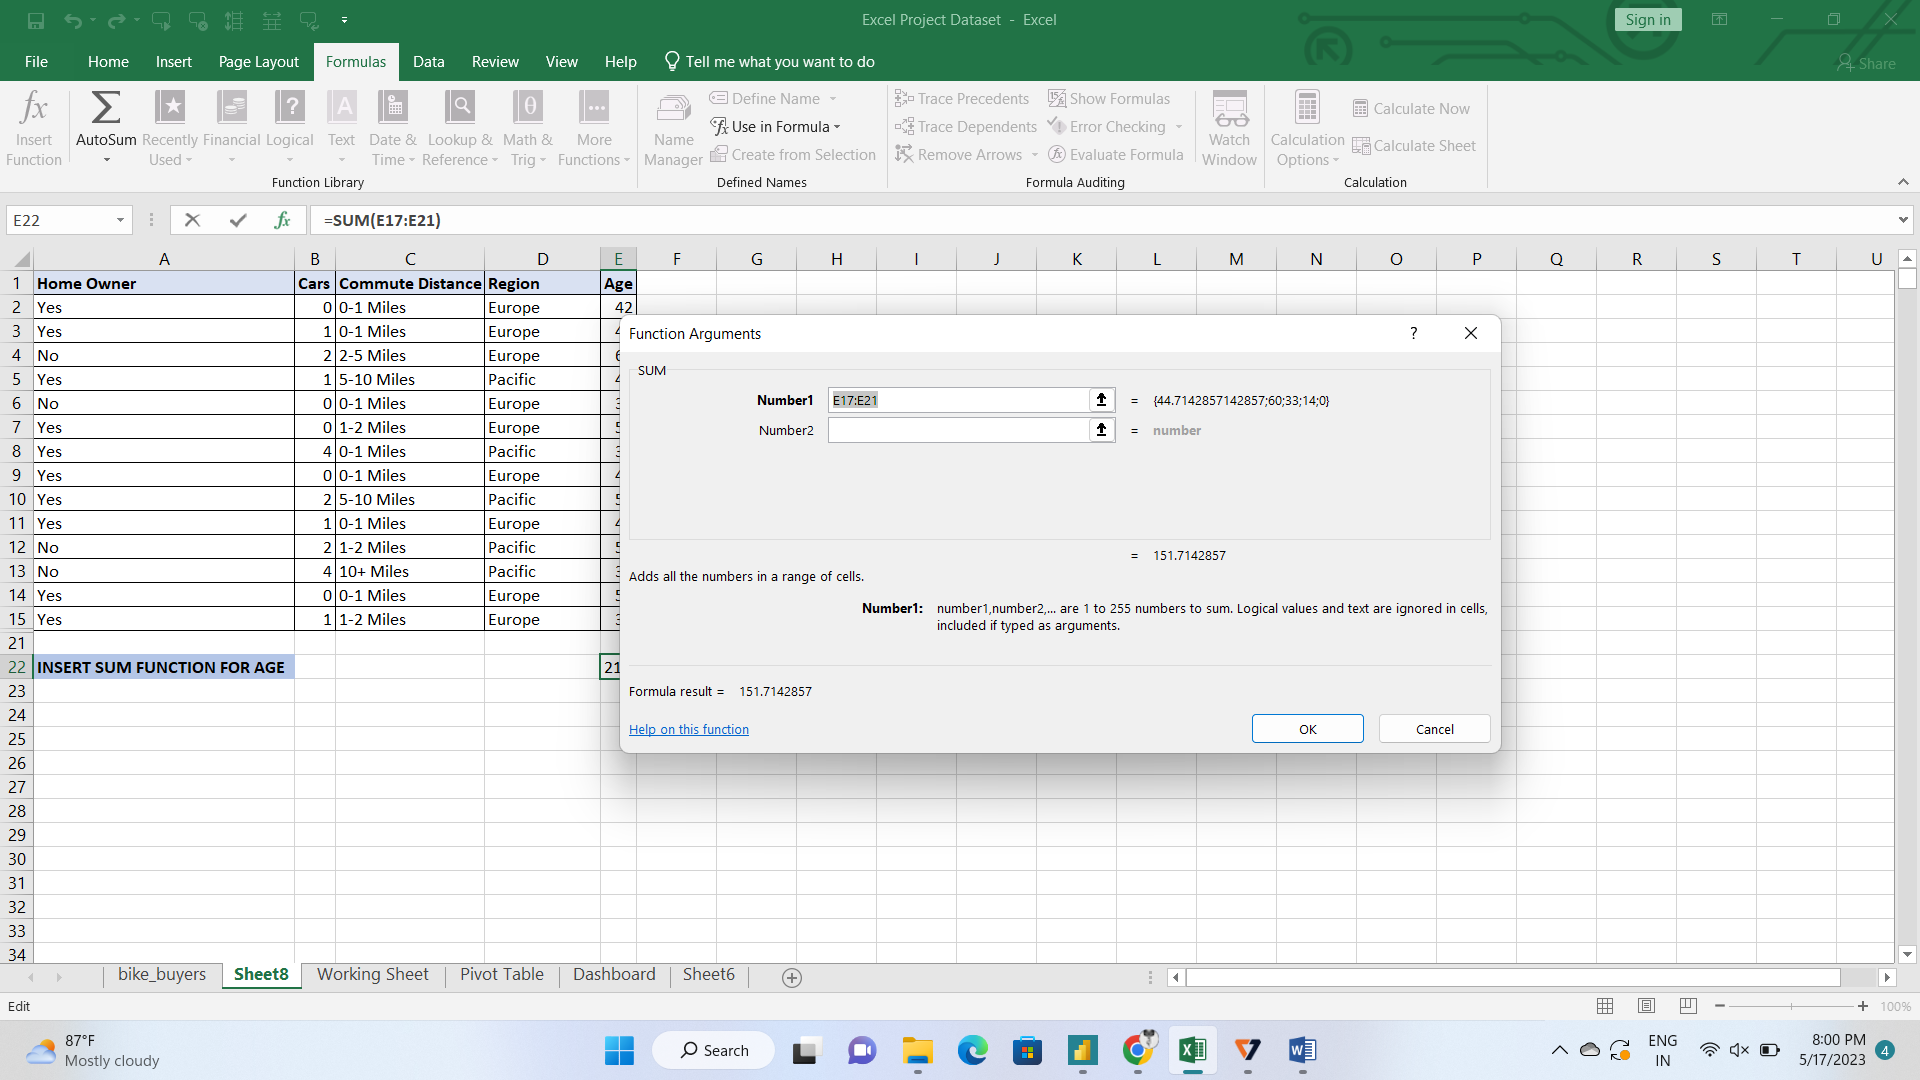 Excel Project Dataset - Excel
Sign in
File Home Insert Page Layout Formulas Data Review View Help Tell me what you want to do Share
Insert Function
AutoSum
Recently Used
Financial
Logical
Text
Date & Time
Lookup & Reference
Math & Trig
More Functions
Function Library
Name Manager
Define Name
Use in Formula
Create from Selection
Defined Names
Trace Precedents
Trace Dependents
Remove Arrows
Show Formulas
Error Checking
Evaluate Formula
Formula Auditing
Watch Window
Calculation Options
Calculate Now
Calculate Sheet
Calculation
E22 fx =SUM(E17:E21)
A B C D E F G H I J K L M N O P Q R S T U
1 Home Owner Cars Commute Distance Region Age
2 Yes 0 0-1 Miles Europe 42
3 Yes 1 0-1 Miles Europe
4 No 2 2-5 Miles Europe
5 Yes 1 5-10 Miles Pacific
6 No 0 0-1 Miles Europe
7 Yes 0 1-2 Miles Europe
8 Yes 4 0-1 Miles Pacific
9 Yes 0 0-1 Miles Europe
10 Yes 2 5-10 Miles Pacific
11 Yes 1 0-1 Miles Europe
12 No 2 1-2 Miles Pacific
13 No 4 10+ Miles Pacific
14 Yes 0 0-1 Miles Europe
15 Yes 1 1-2 Miles Europe
21
22 INSERT SUM FUNCTION FOR AGE 21
23
24
25
26
27
28
29
30
31
32
33
34
Function Arguments ?
SUM
Number1 E17:E21 = {44.7142857142857;60;33;14;0}
Number2 = number
= 151.7142857
Adds all the numbers in a range of cells.
Number1: number1,number2,... are 1 to 255 numbers to sum. Logical values and text are ignored in cells,
included if typed as arguments.
Formula result = 151.7142857
Help on this function
OK Cancel
bike_buyers Sheet8 Working Sheet Pivot Table Dashboard Sheet6
Edit
100%
87°F
Mostly cloudy
Search
ENG
IN
8:00 PM
5/17/2023
4